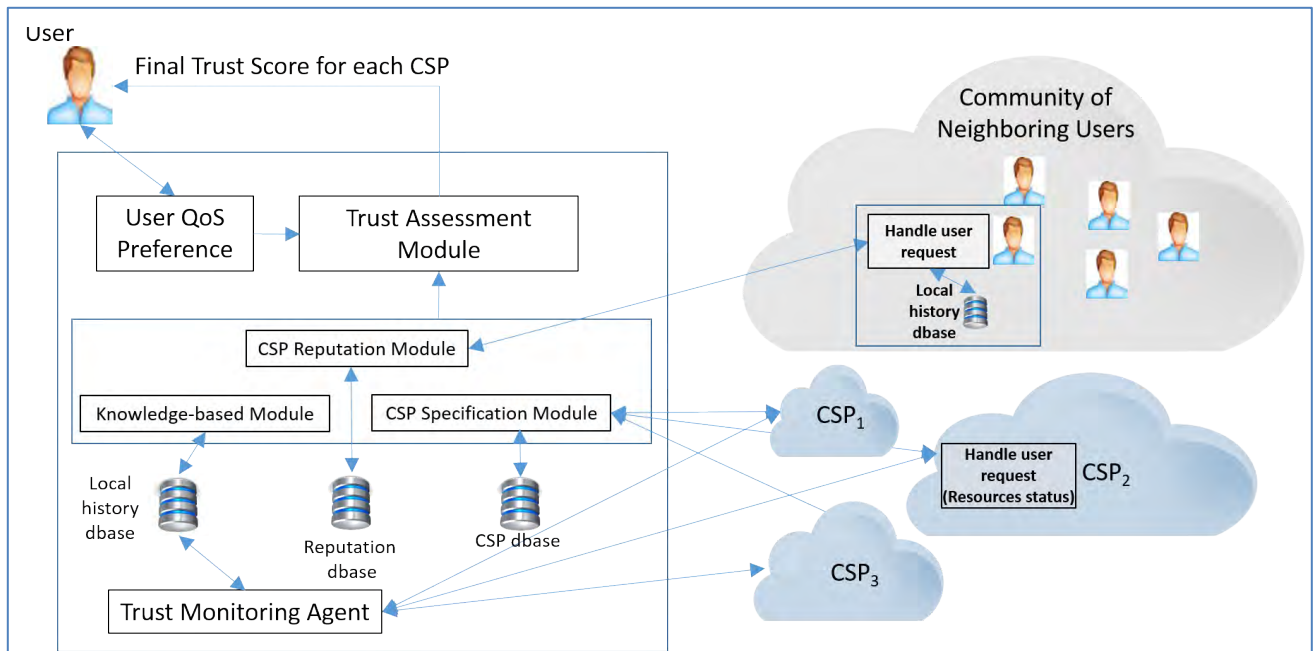 User
Final Trust Score for each CSP
User QoS
Preference
Trust Assessment
Module
CSP Reputation Module
Knowledge-based Module
CSP Specification Module
Local
history
dbase
Reputation
dbase
CSP dbase
Trust Monitoring Agent
Community of
Neighboring Users
Handle user
request
Local
history
dbase
CSP1
Handle user
request
(Resources status)
CSP2
CSP3